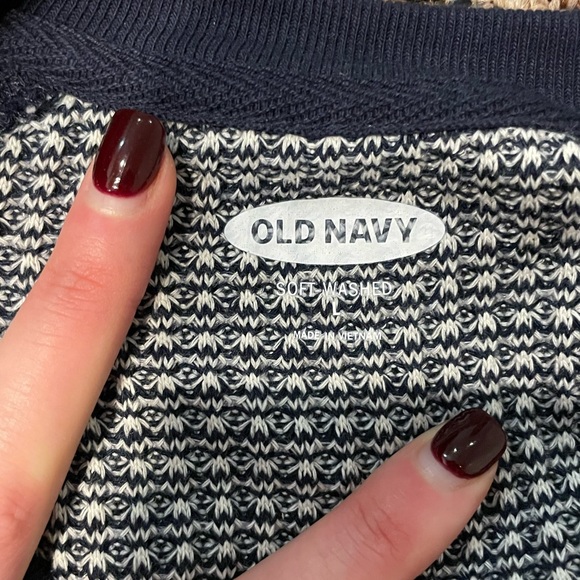 OLD NAVY
SOFT WASHED
L
MADE IN VIETNAM